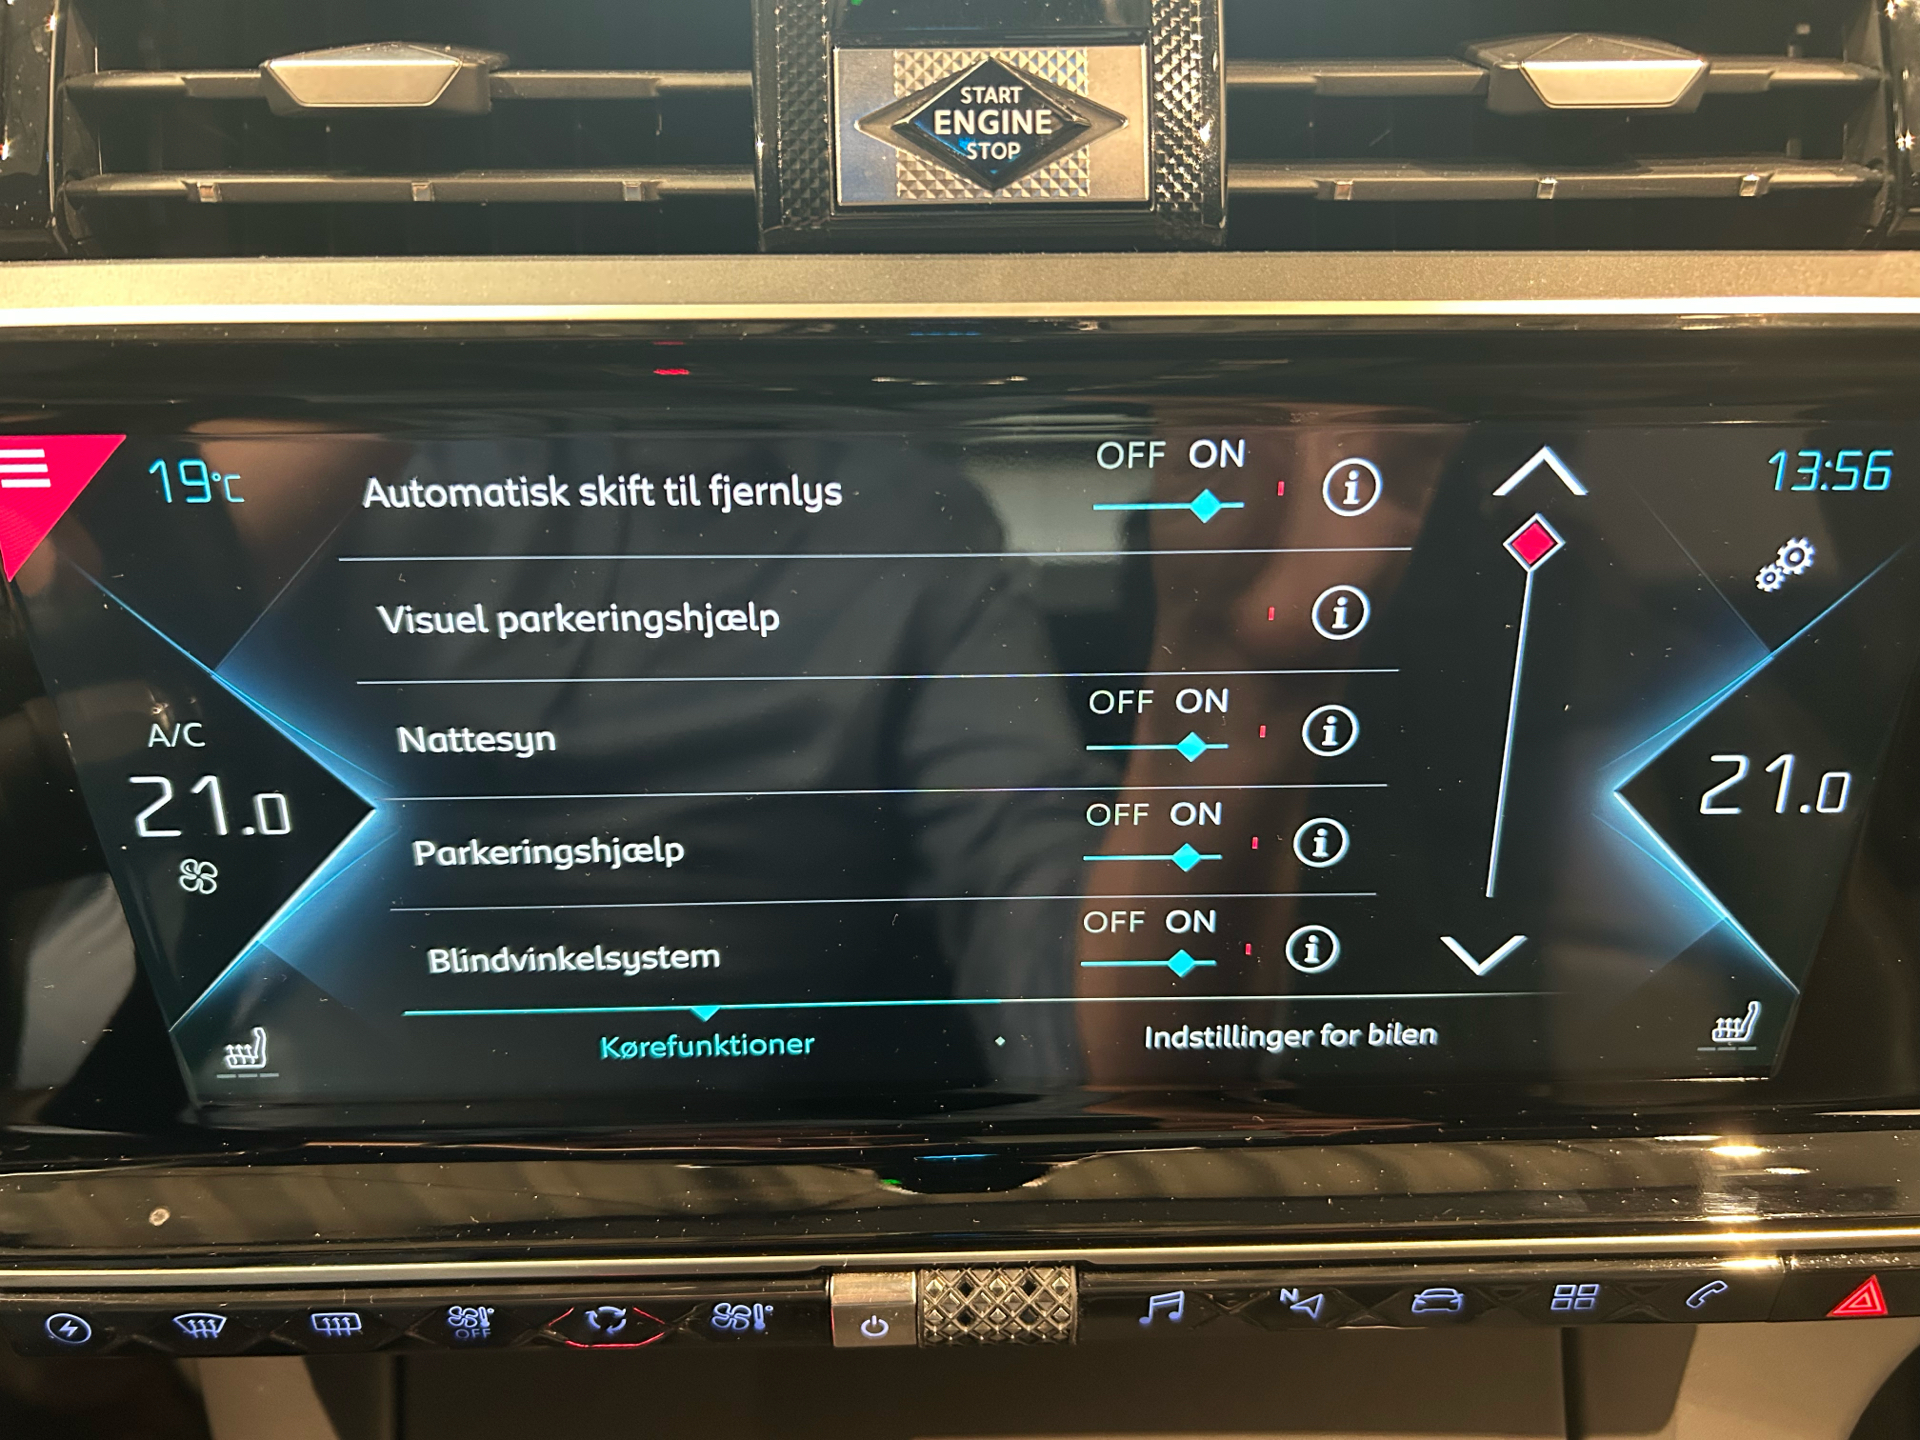 START
ENGINE
STOP
19°C
13:56
Automatisk skift til fjernlys
OFF ON
Visuel parkeringshjælp
Nattesyn
OFF ON
Parkeringshjælp
OFF ON
Blindvinkelsystem
OFF ON
A/C
21.0
21.0
Kørefunktioner
Indstillinger for bilen
OFF
N